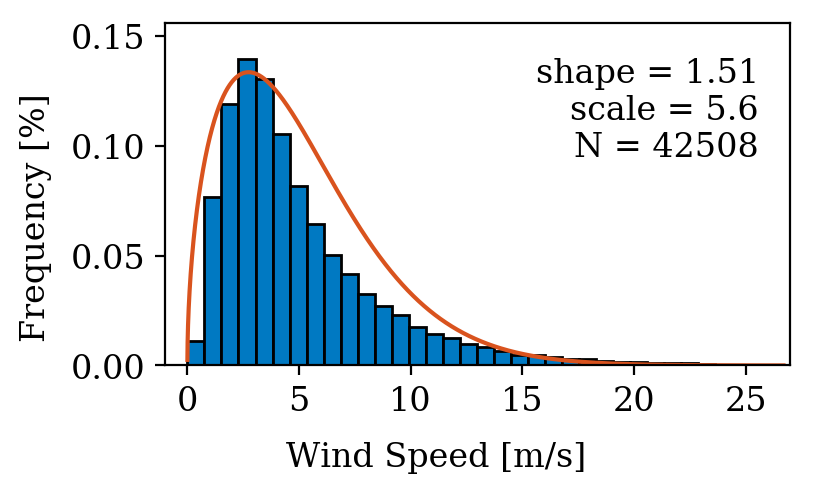 0.15
0.10
0.05
0.00
Frequency [%]
shape = 1.51
scale = 5.6
N = 42508
0 5 10 15 20 25
Wind Speed [m/s]